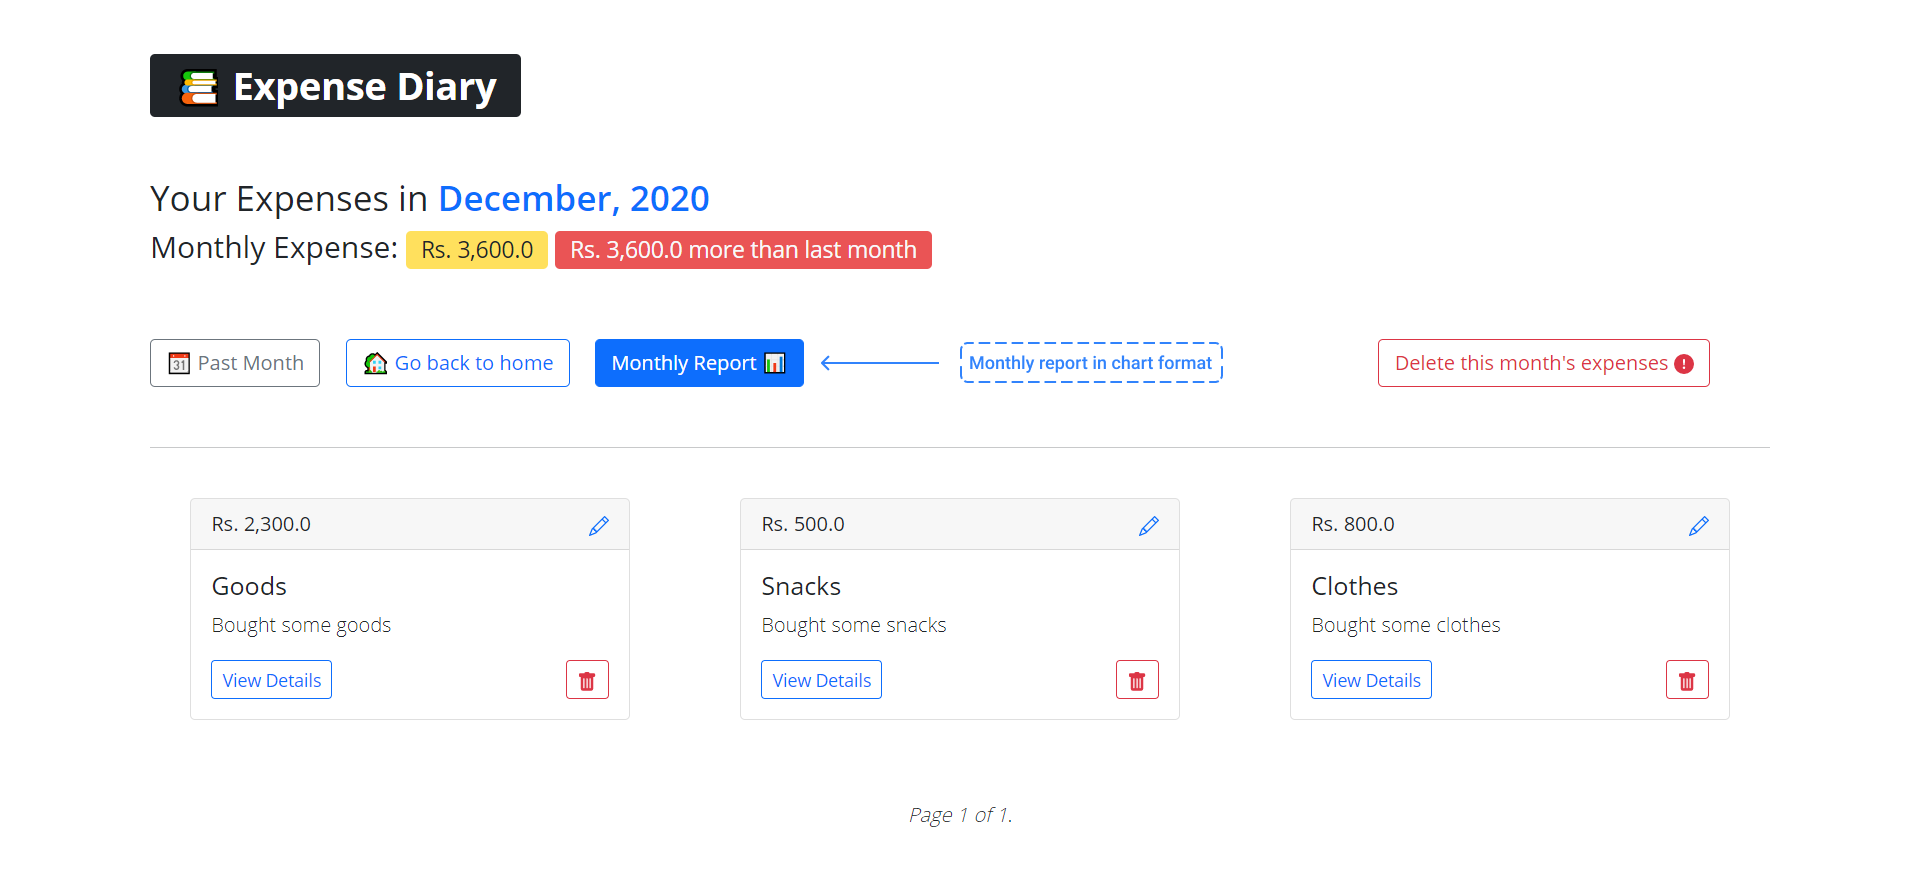 Expense Diary
Your Expenses in December, 2020
Monthly Expense: Rs. 3,600.0 Rs. 3,600.0 more than last month
31 Past Month Go back to home Monthly Report Monthly report in chart format Delete this month's expenses
Rs. 2,300.0
Goods
Bought some goods
View Details
Rs. 500.0
Snacks
Bought some snacks
View Details
Rs. 800.0
Clothes
Bought some clothes
View Details
Page 1 of 1.